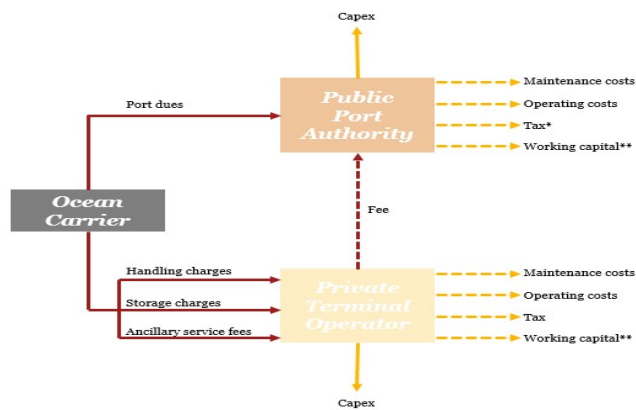 Capex
Maintenance costs
Public
Port
Authority
Port dues
Operating costs
Tax*
Working capital**
Ocean
Carrier
Fee
Handling charges
Maintenance costs
Private
Terminal
Operator
Storage charges
Operating costs
Tax
Ancillary service fees
Working capital**
Capex